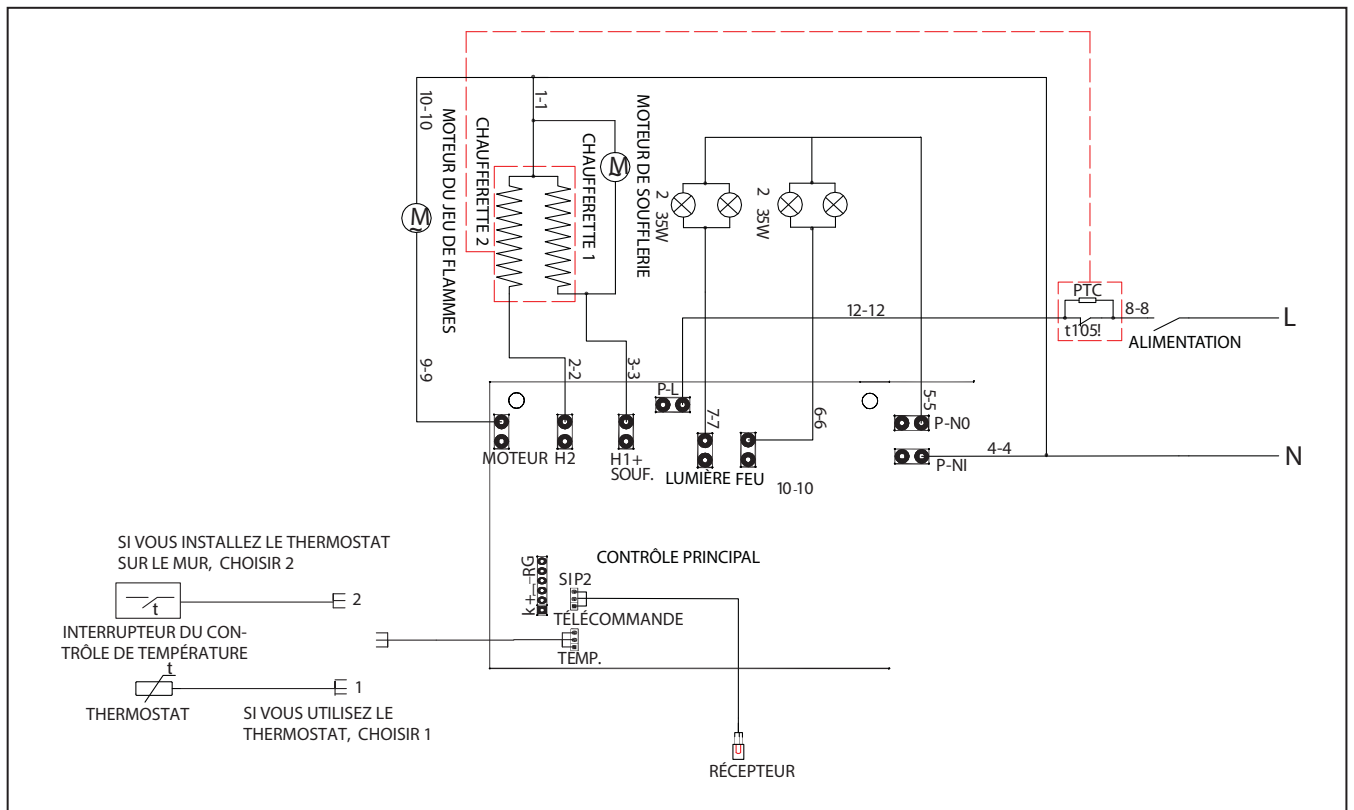 10-10
MOTEUR DU JEU DE FLAMMES
CHAUFFERETTE 2
1-1
CHAUFFERETTE 1
M
MOTEUR DE SOUFFLERIE
2 35W
2 35W
M
~
PTC
t105!
8-8
L
ALIMENTATION
12-12
9-9
2-2
3-3
P-L
7-7
6-6
5-5
P-N0
MOTEUR
H2
H1+
SOUF.
LUMIÈRE
FEU
10-10
P-NI
4-4
N
SI VOUS INSTALLEZ LE THERMOSTAT
SUR LE MUR, CHOISIR 2
t
2
INTERRUPTEUR DU CON-
TRÔLE DE TEMPÉRATURE
t
1
THERMOSTAT
SI VOUS UTILISEZ LE
THERMOSTAT, CHOISIR 1
CONTRÔLE PRINCIPAL
SIP2
TÉLÉCOMMANDE
TEMP.
RÉCEPTEUR